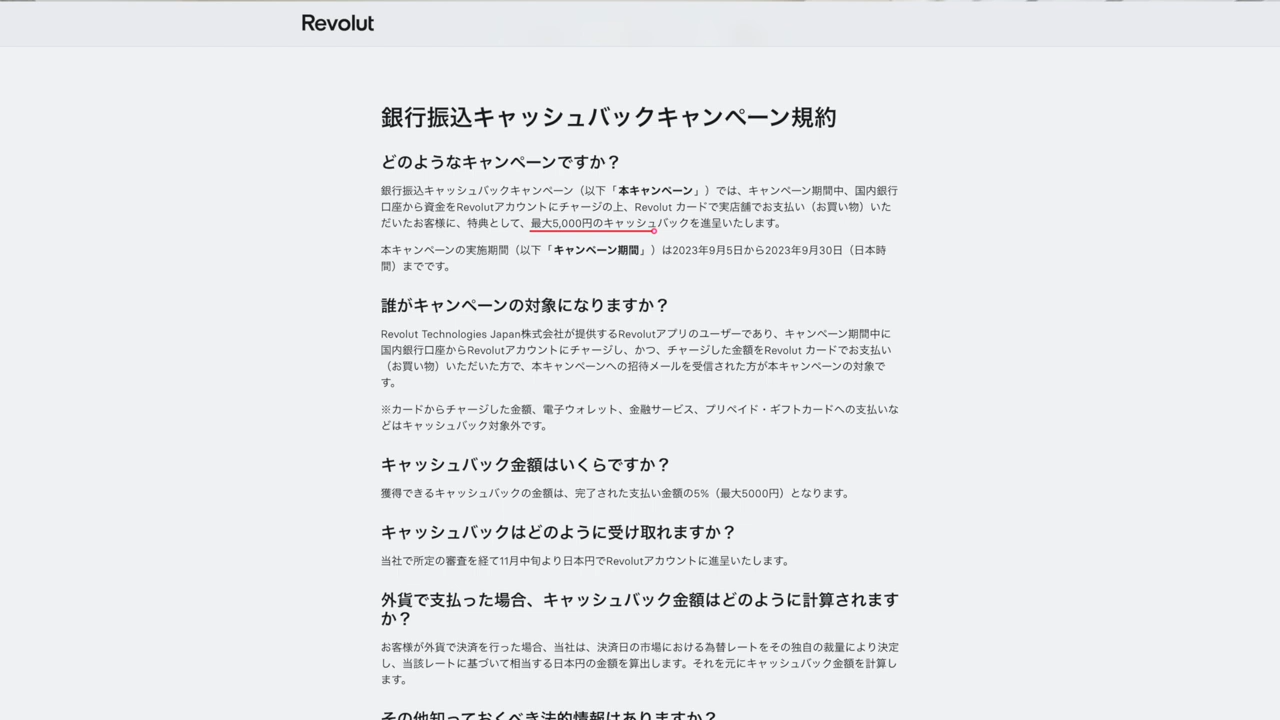 Revolut
銀行振込キャッシュバックキャンペーン規約
どのようなキャンペーンですか？
銀行振込キャッシュバックキャンペーン（以下「本キャンペーン」）では、キャンペーン期間中、国内銀行
口座から資金をRevolutアカウントにチャージの上、Revolut カードで実店舗でお支払い（お買い物）いた
だいたお客様に、特典として、最大5,000円のキャッシュバックを進呈いたします。
本キャンペーンの実施期間（以下「キャンペーン期間」）は2023年9月5日から2023年9月30日（日本時
間）までです。
誰がキャンペーンの対象になりますか？
Revolut Technologies Japan株式会社が提供するRevolutアプリのユーザーであり、キャンペーン期間中に
国内銀行口座からRevolutアカウントにチャージし、かつ、チャージした金額をRevolut カードでお支払い
（お買い物）いただいた方で、本キャンペーンへの招待メールを受信された方が本キャンペーンの対象で
す。
※カードからチャージした金額、電子ウォレット、金融サービス、プリペイド・ギフトカードへの支払いな
どはキャッシュバック対象外です。
キャッシュバック金額はいくらですか？
獲得できるキャッシュバックの金額は、完了された支払い金額の5%（最大5000円）となります。
キャッシュバックはどのように受け取れますか？
当社で所定の審査を経て11月中旬より日本円でRevolutアカウントに進呈いたします。
外貨で支払った場合、キャッシュバック金額はどのように計算されます
か？
お客様が外貨で決済を行った場合、当社は、決済日の市場における為替レートをその独自の裁量により決定
し、当該レートに基づいて相当する日本円の金額を算出します。それを元にキャッシュバック金額を計算し
ます。
その他知っておくべき法的情報はありますか？